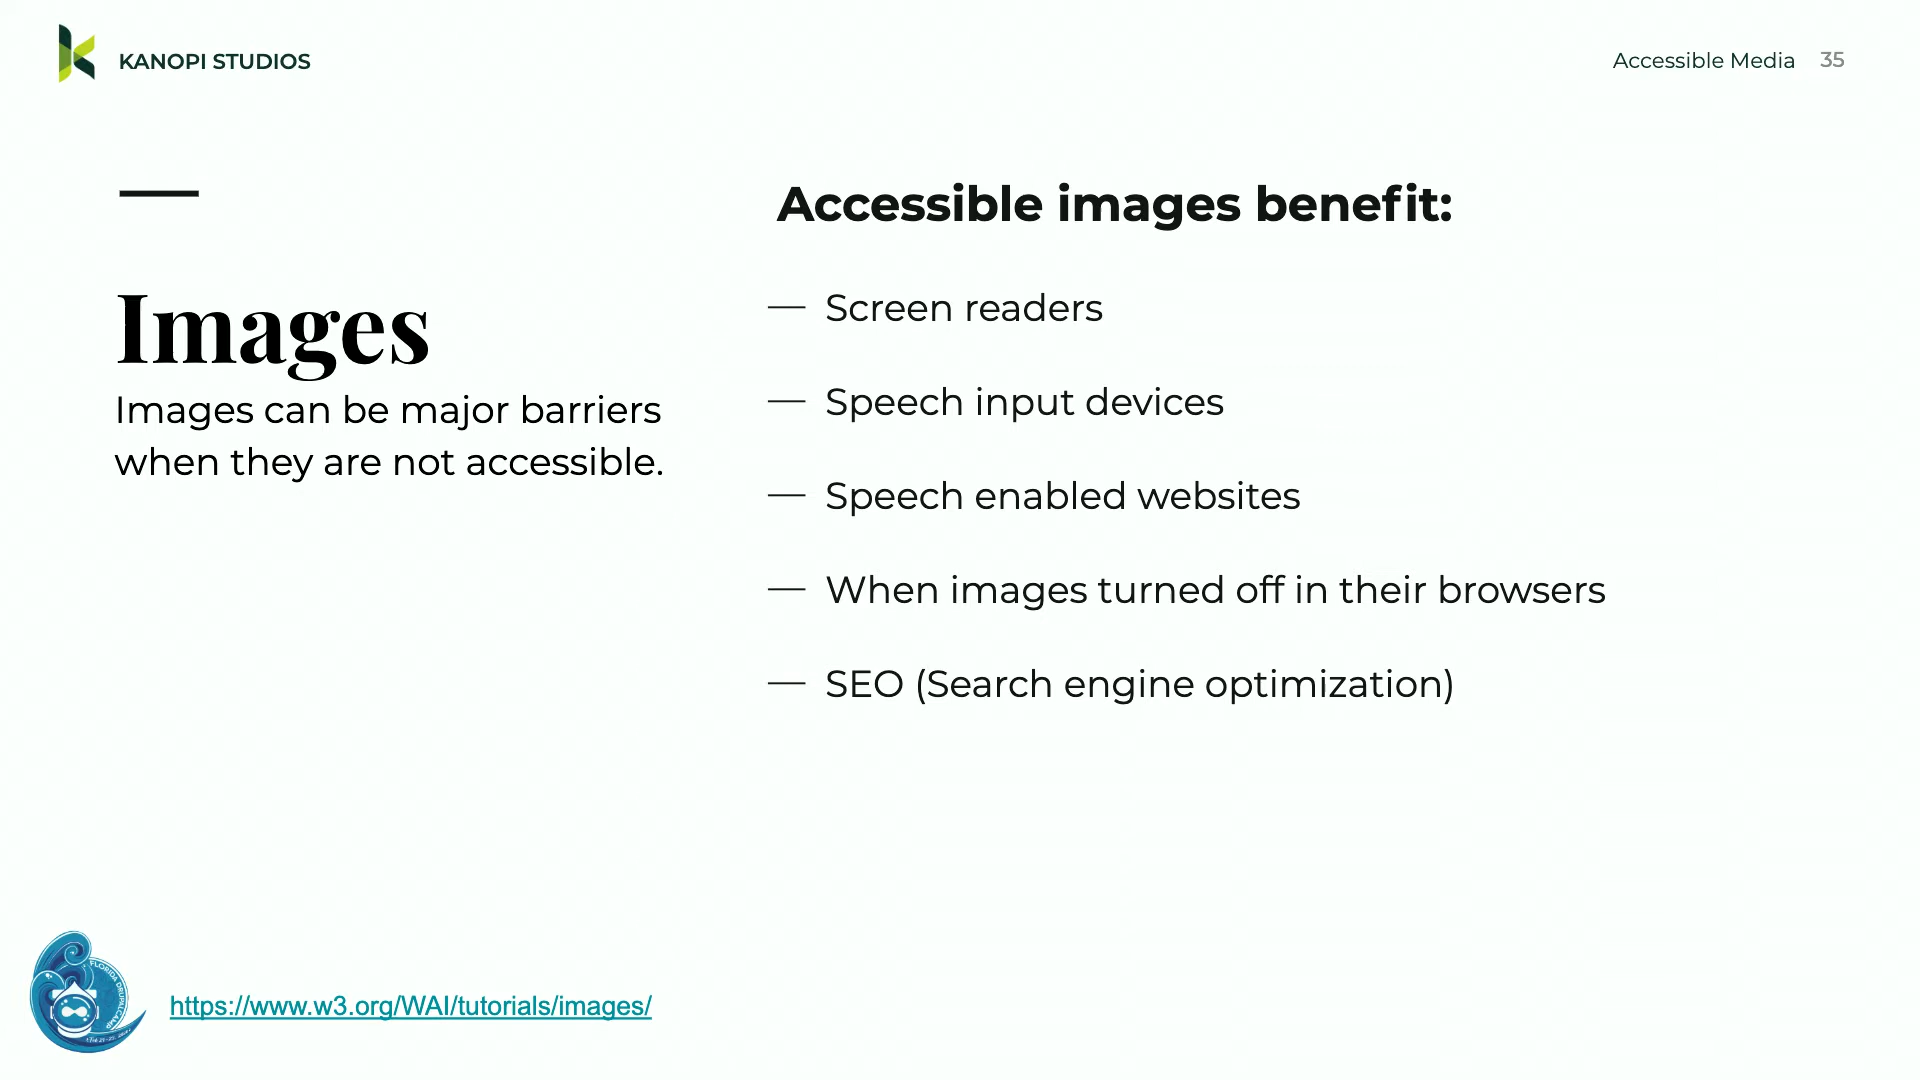 KANOPI STUDIOS
Accessible Media 35
Images
Images can be major barriers
when they are not accessible.
Accessible images benefit:
— Screen readers
— Speech input devices
— Speech enabled websites
— When images turned off in their browsers
— SEO (Search engine optimization)
FLORIDA DRUPALCAMP
https://www.w3.org/WAI/tutorials/images/